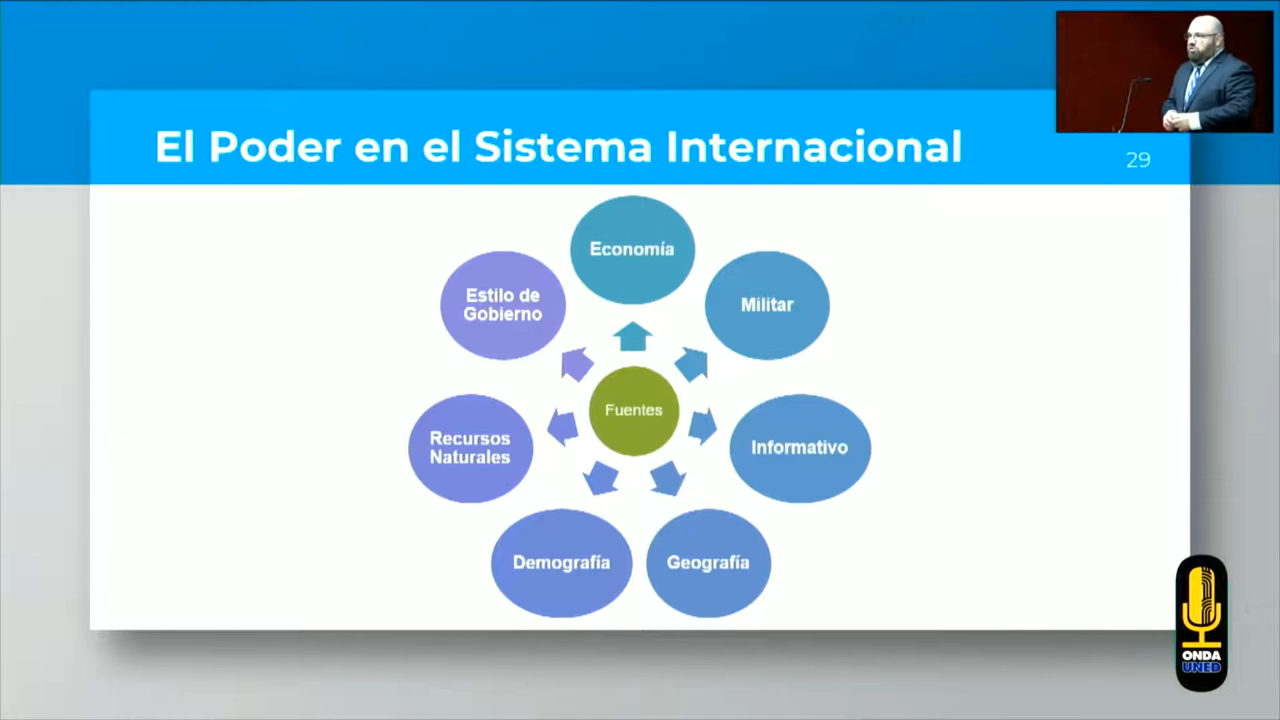 El Poder en el Sistema Internacional
29
Economía
Estilo de
Gobierno
Militar
Fuentes
Recursos
Naturales
Informativo
Demografía
Geografía
ONDA
UNED